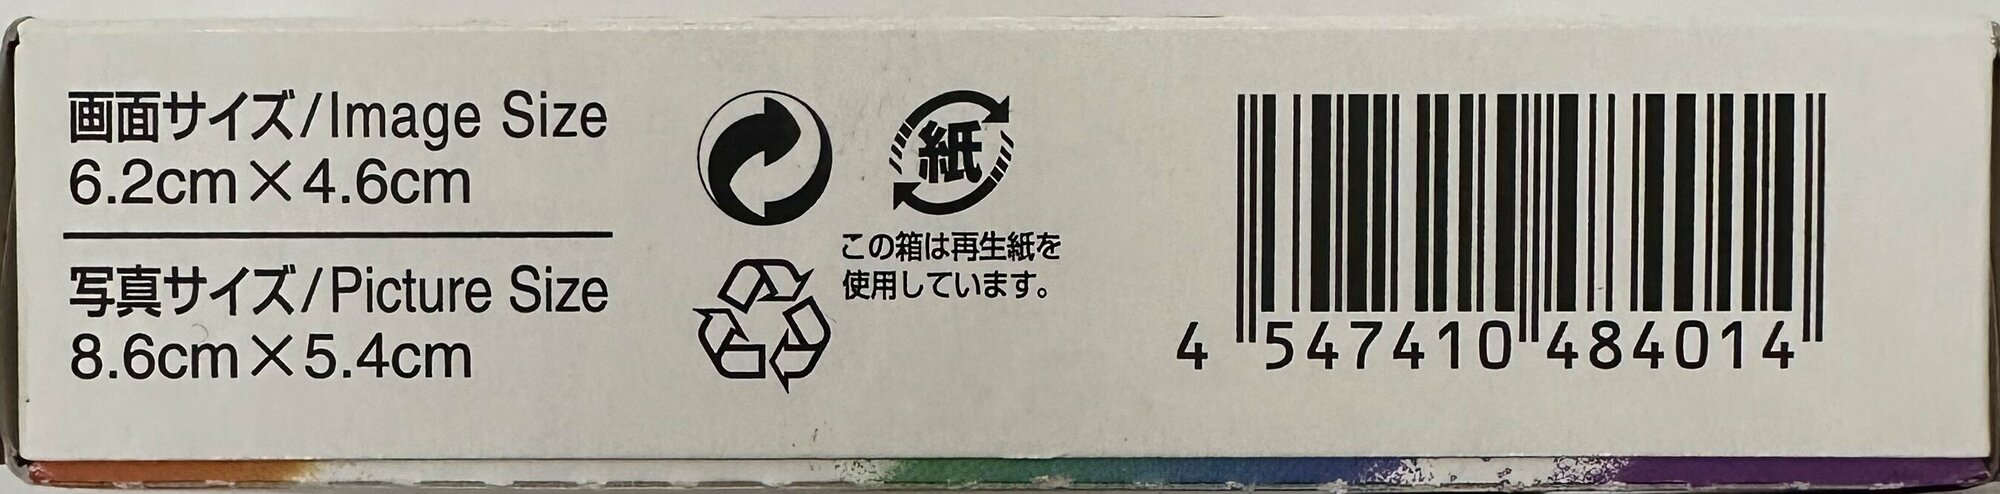 画面サイズ/Image Size
6.2cm×4.6cm
写真サイズ/Picture Size
8.6cm×5.4cm
紙
この箱は再生紙を
使用しています。
4 547410 484014